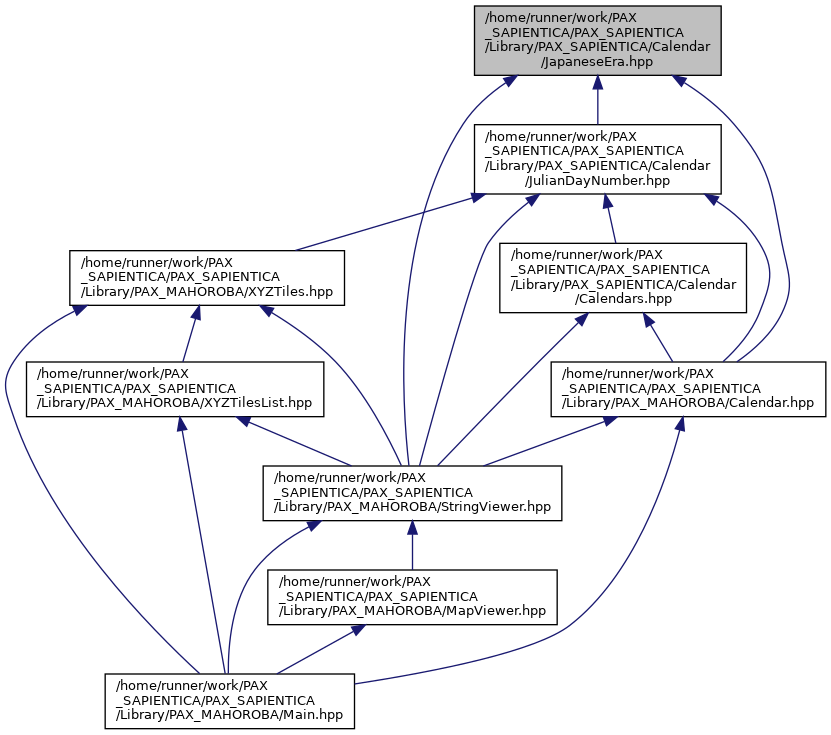 /home/runner/work/PAX
_SAPIENTICA/PAX_SAPIENTICA
/Library/PAX_SAPIENTICA/Calendar
/JapaneseEra.hpp
/home/runner/work/PAX
_SAPIENTICA/PAX_SAPIENTICA
/Library/PAX_SAPIENTICA/Calendar
/JulianDayNumber.hpp
/home/runner/work/PAX
_SAPIENTICA/PAX_SAPIENTICA
/Library/PAX_MAHOROBA/XYZTiles.hpp
/home/runner/work/PAX
_SAPIENTICA/PAX_SAPIENTICA
/Library/PAX_SAPIENTICA/Calendar
/Calendars.hpp
/home/runner/work/PAX
_SAPIENTICA/PAX_SAPIENTICA
/Library/PAX_MAHOROBA/XYZTilesList.hpp
/home/runner/work/PAX
_SAPIENTICA/PAX_SAPIENTICA
/Library/PAX_MAHOROBA/Calendar.hpp
/home/runner/work/PAX
_SAPIENTICA/PAX_SAPIENTICA
/Library/PAX_MAHOROBA/StringViewer.hpp
/home/runner/work/PAX
_SAPIENTICA/PAX_SAPIENTICA
/Library/PAX_MAHOROBA/MapViewer.hpp
/home/runner/work/PAX
_SAPIENTICA/PAX_SAPIENTICA
/Library/PAX_MAHOROBA/Main.hpp